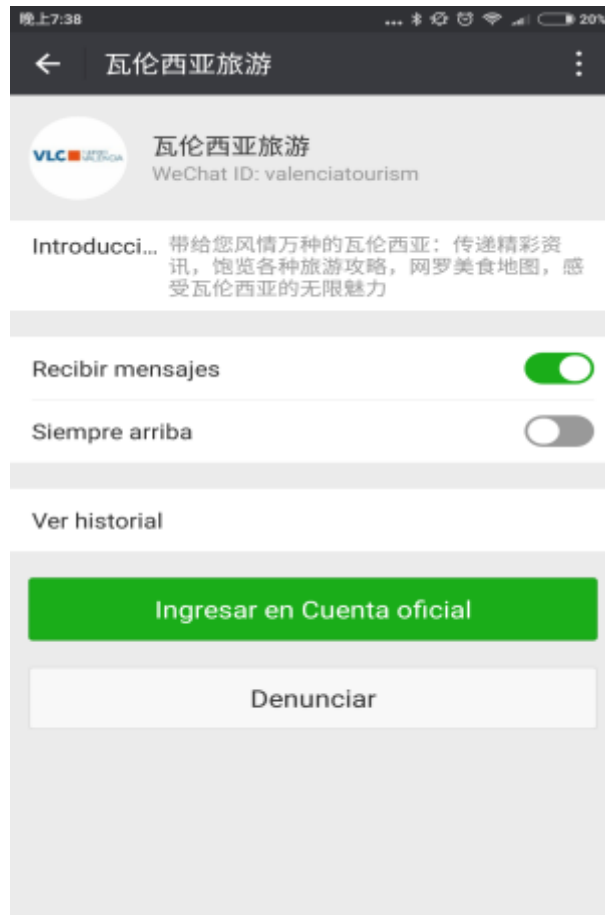 晚上7:38
... 20%
瓦伦西亚旅游
VLC
瓦伦西亚旅游
WeChat ID: valenciatourism
Introducci... 带给您风情万种的瓦伦西亚：传递精彩资
讯，饱览各种旅游攻略，网罗美食地图，感
受瓦伦西亚的无限魅力
Recibir mensajes
Siempre arriba
Ver historial
Ingresar en Cuenta oficial
Denunciar